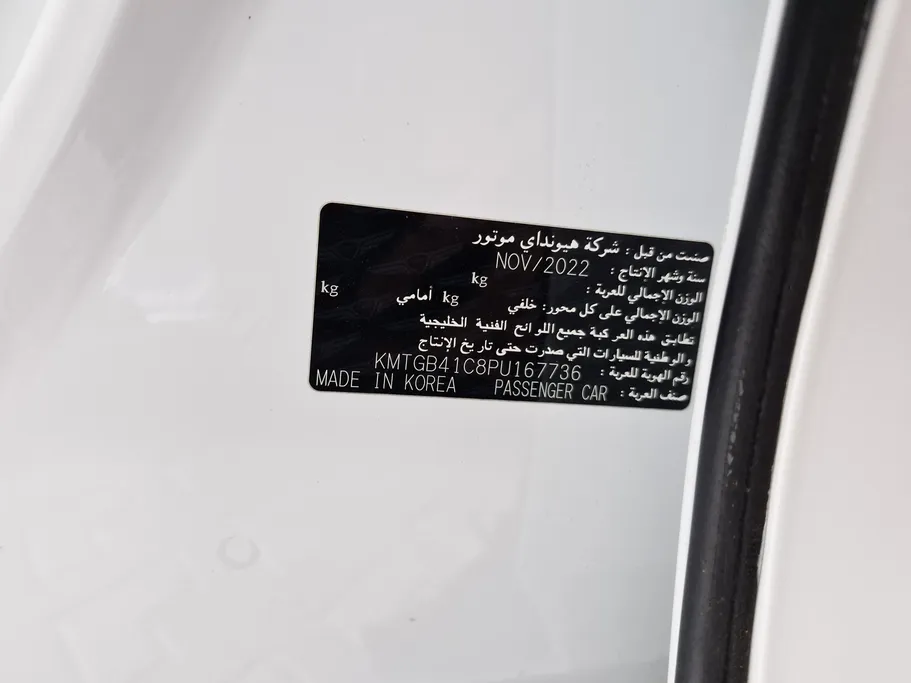 صنعت من قبل : شركة هيونداي موتور
سنة وشهر الإنتاج : NOV/2022
الوزن الإجمالي للعربة : kg
الوزن الإجمالي على كل محور: خلفي kg أمامي kg
تطابق هذه المركبة جميع اللوائح الفنية الخليجية
والوطنية للسيارات التي صدرت حتى تاريخ الإنتاج
رقم الهوية للعربة : KMTGB41C8PU167736
صنف العربة : PASSENGER CAR MADE IN KOREA